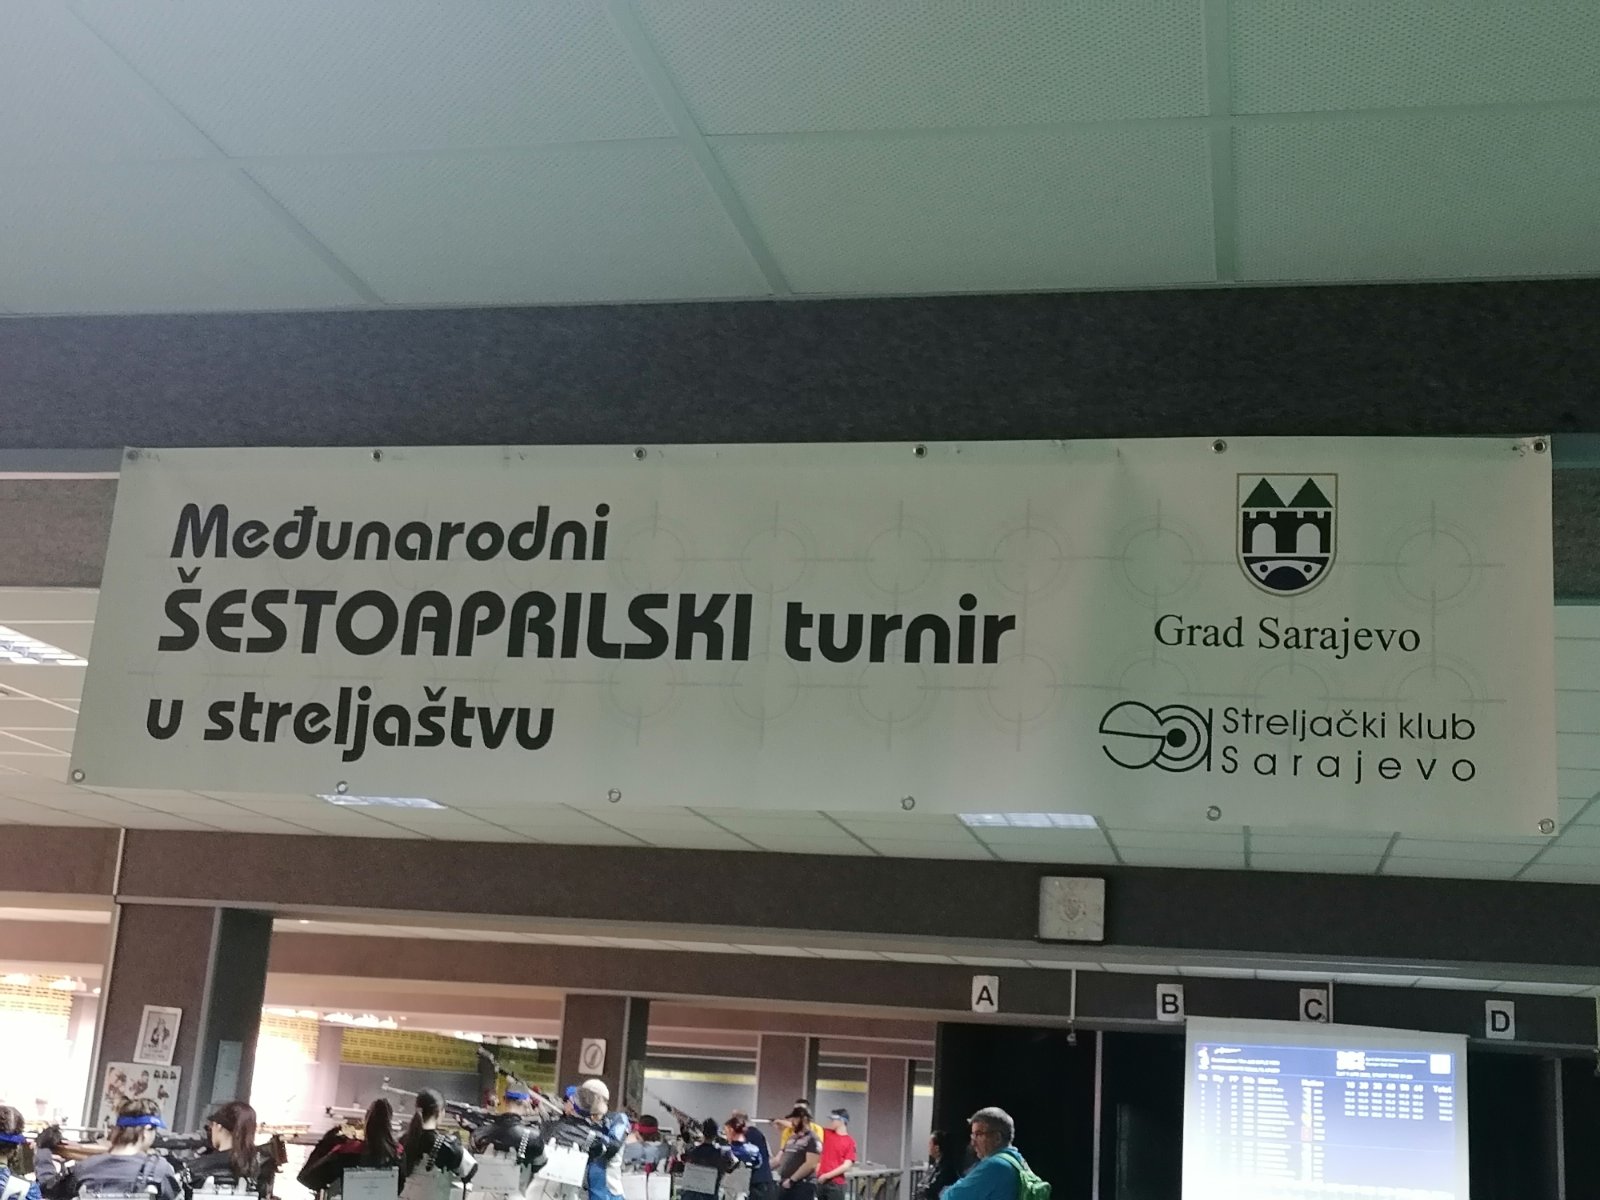 Međunarodni
ŠESTOAPRILSKI turnir
u streljaštvu
Grad Sarajevo
Streljački klub
Sarajevo
A
B
C
D